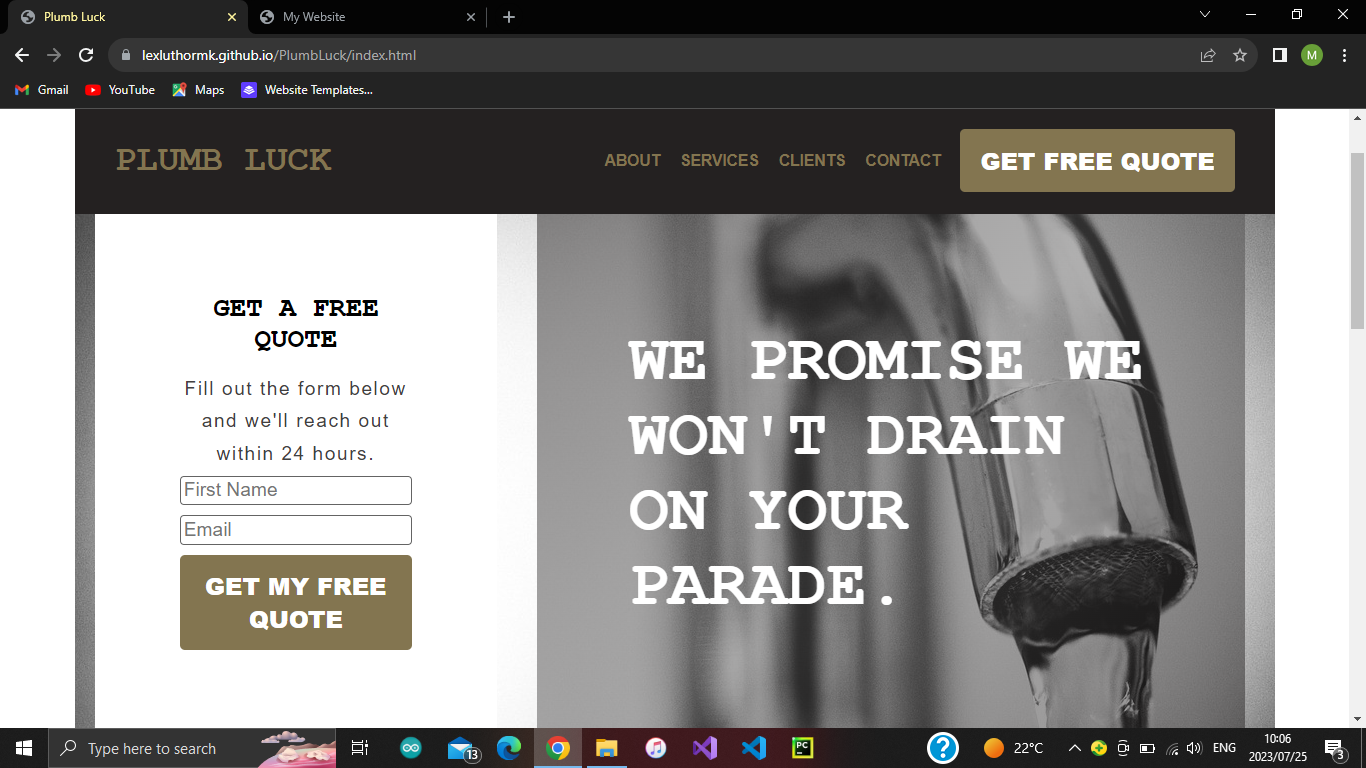 Plumb Luck
My Website
lexluthormk.github.io/PlumbLuck/index.html
M
Gmail
YouTube
Maps
Website Templates...
PLUMB LUCK
ABOUT SERVICES CLIENTS CONTACT
GET FREE QUOTE
GET A FREE
QUOTE
Fill out the form below
and we'll reach out
within 24 hours.
First Name
Email
GET MY FREE
QUOTE
WE PROMISE WE
WON'T DRAIN
ON YOUR
PARADE.
Type here to search
13
PC
22°C
ENG
10:06
2023/07/25
3